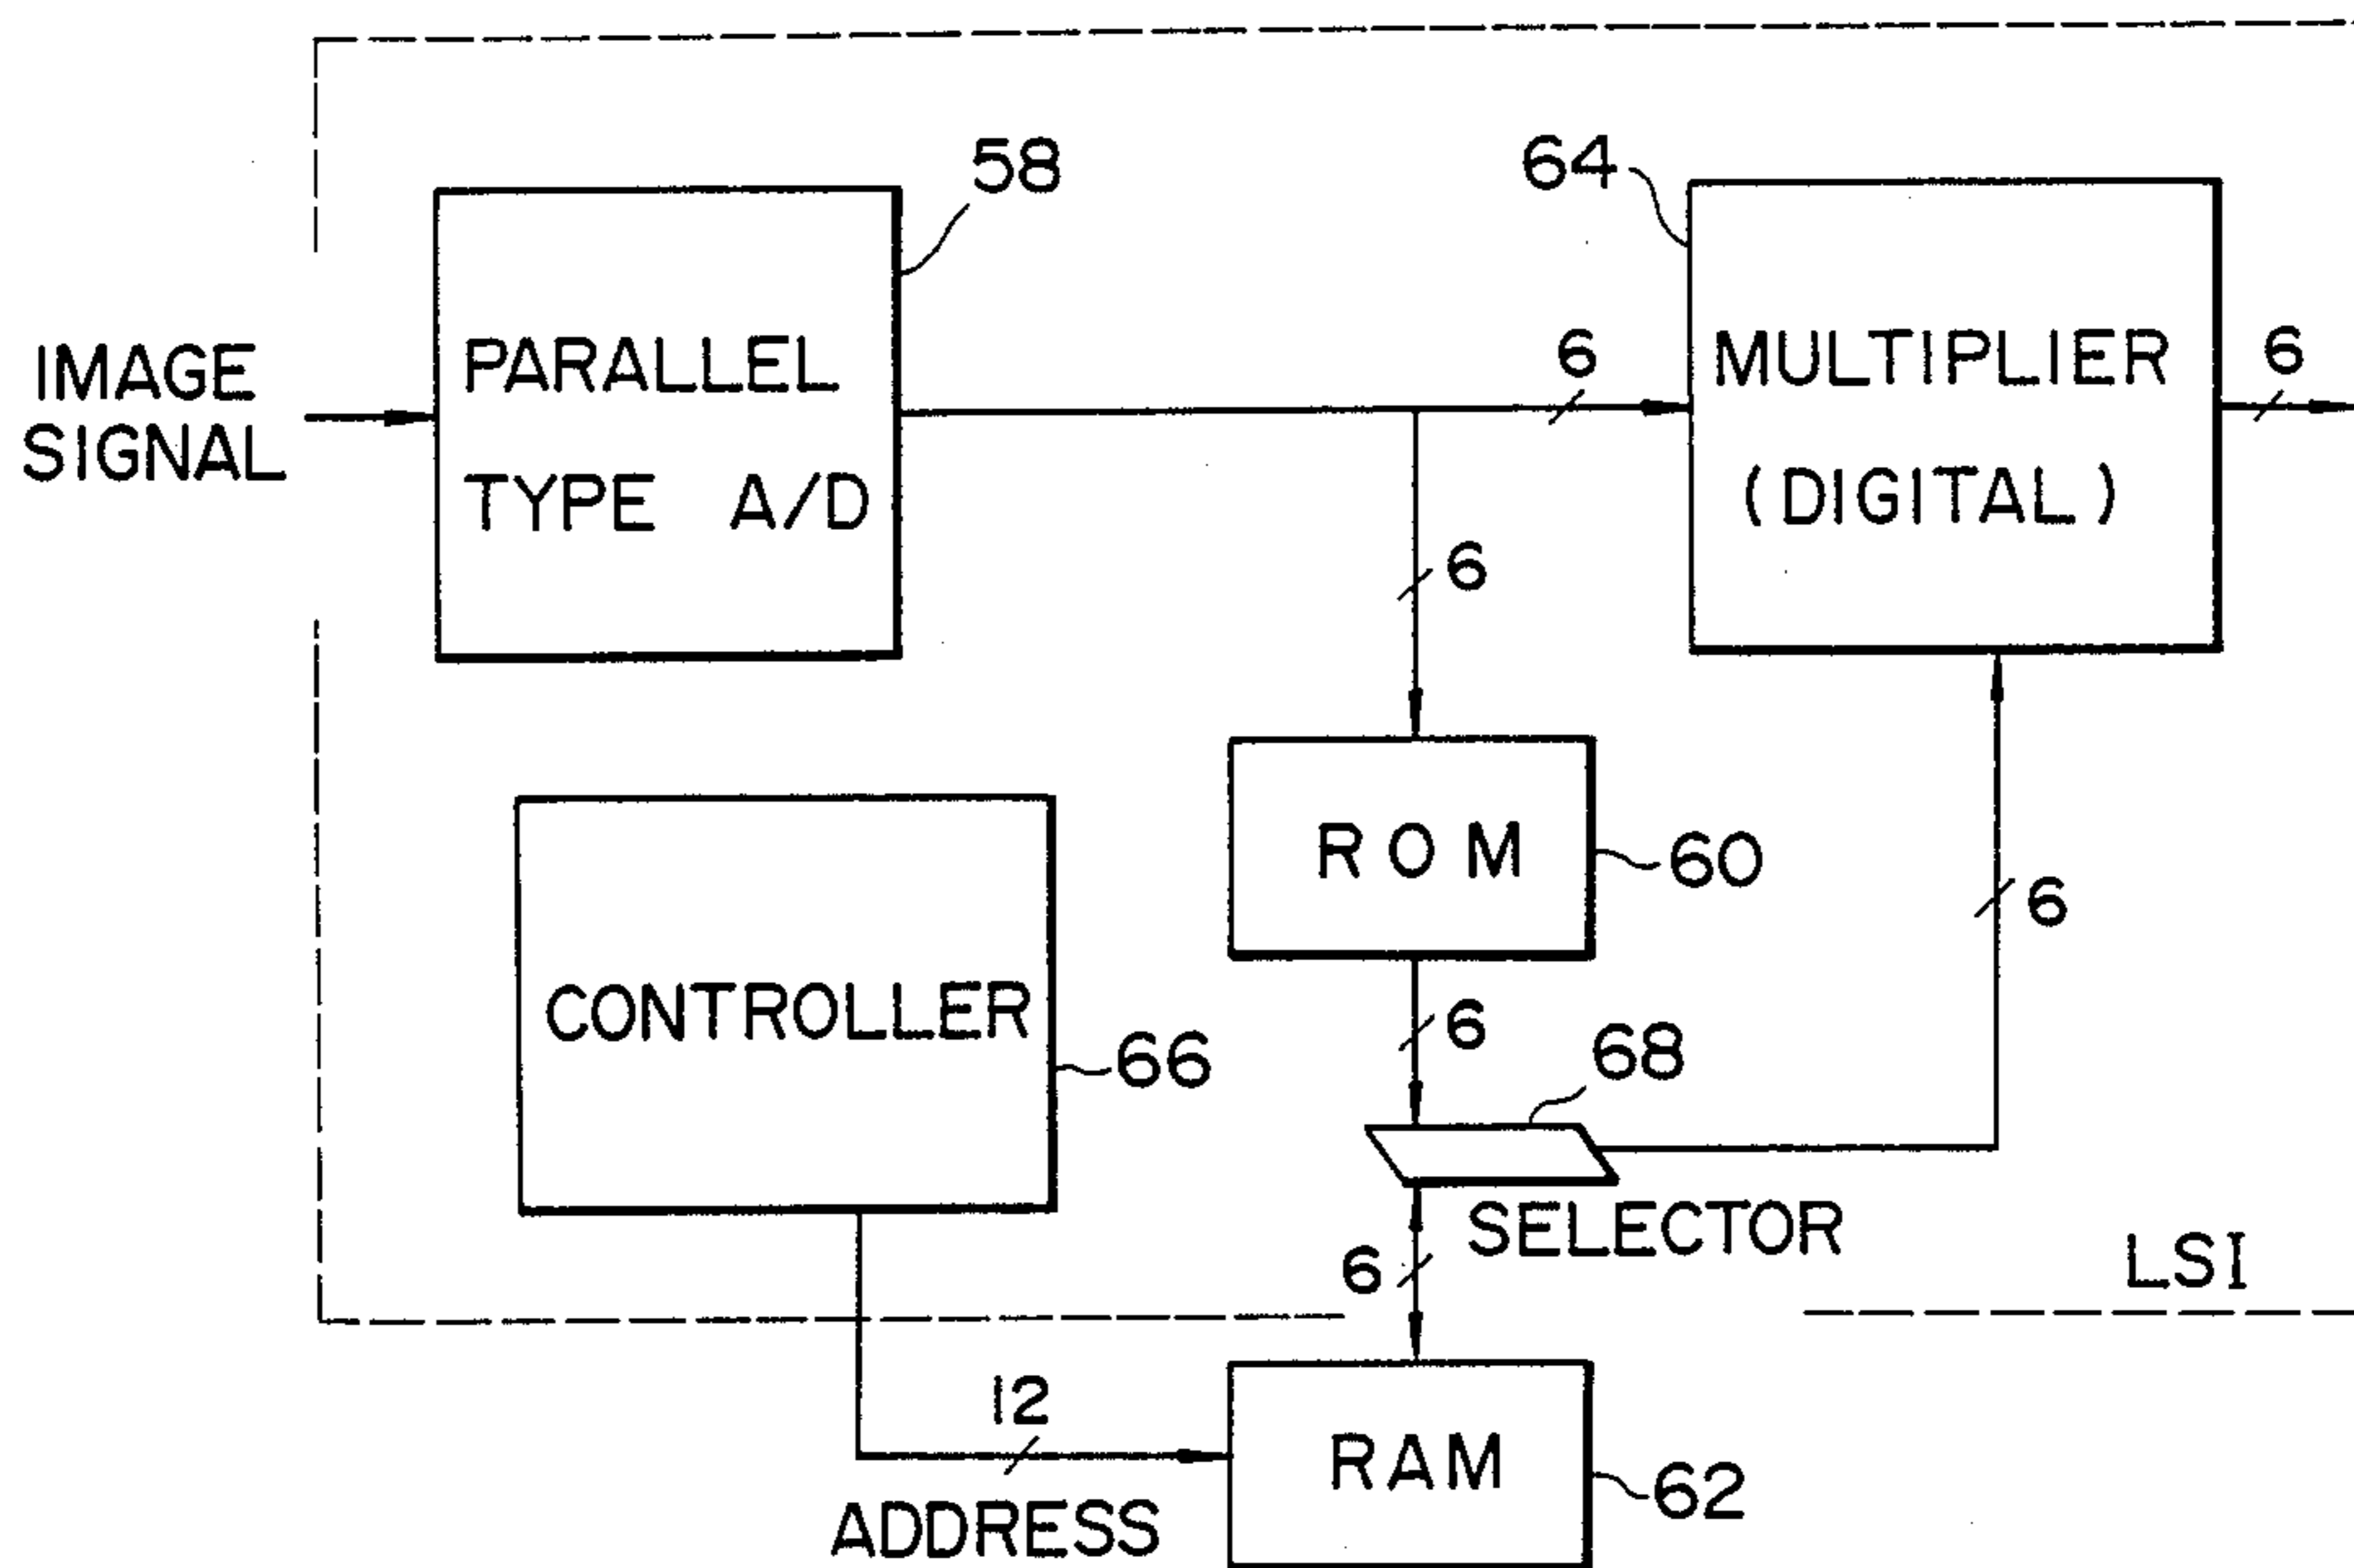 58
64
IMAGE
SIGNAL
PARALLEL
TYPE A/D
6
MULTIPLIER
(DIGITAL)
6
6
ROM
60
6
CONTROLLER
66
6
68
SELECTOR
6
LSI
12
ADDRESS
RAM
62